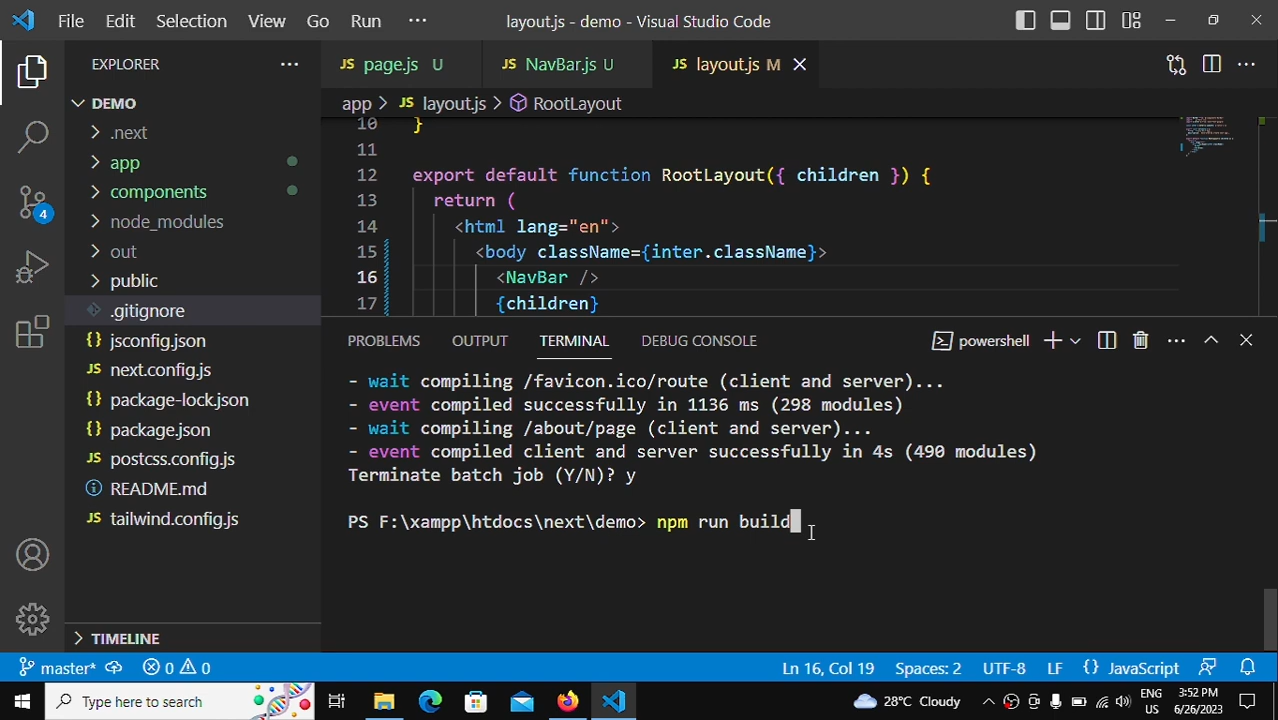 File Edit Selection View Go Run ··· layout.js - demo - Visual Studio Code
EXPLORER ···
JS page.js U JS NavBar.js U JS layout.js M
DEMO
app > JS layout.js > RootLayout
.next
app
components
node_modules
out
public
.gitignore
{} jsconfig.json
JS next.config.js
{} package-lock.json
{} package.json
JS postcss.config.js
README.md
JS tailwind.config.js
TIMELINE
4
10 }
11
12 export default function RootLayout({ children }) {
13 return (
14 <html lang="en">
15 <body className={inter.className}>
16 <NavBar />
17 {children}
PROBLEMS OUTPUT TERMINAL DEBUG CONSOLE powershell
- wait compiling /favicon.ico/route (client and server)...
- event compiled successfully in 1136 ms (298 modules)
- wait compiling /about/page (client and server)...
- event compiled client and server successfully in 4s (490 modules)
Terminate batch job (Y/N)? y
PS F:\xampp\htdocs\next\demo> npm run build
master* 0 0 Ln 16, Col 19 Spaces: 2 UTF-8 LF {} JavaScript
Type here to search 28°C Cloudy ENG US 3:52 PM 6/26/2023